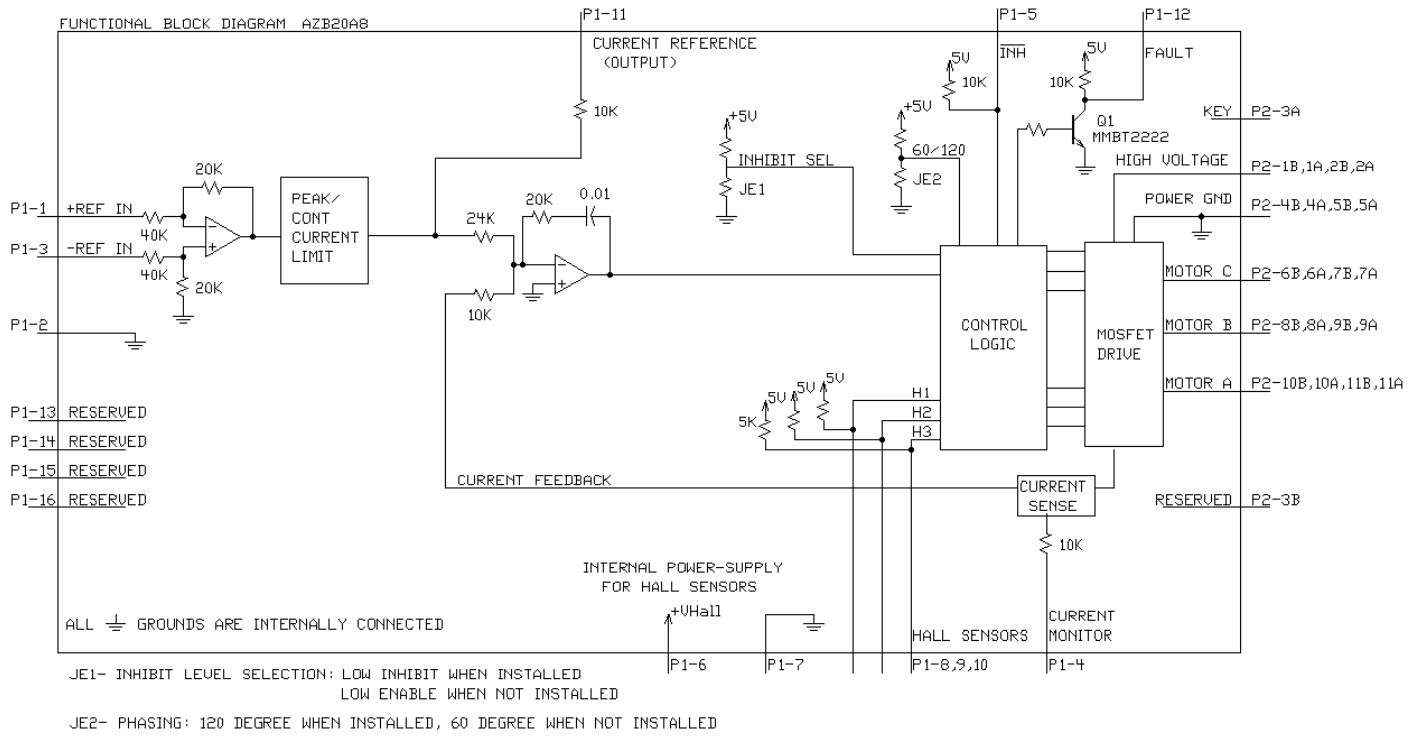 FUNCTIONAL BLOCK DIAGRAM AZB20A8
P1-11
P1-5
P1-12
CURRENT REFERENCE
(OUTPUT)
10K
5V
10K
INH
5V
10K
FAULT
Q1
MMBT2222
KEY P2-3A
+5V
INHIBIT SEL
JE1
+5V
60/120
JE2
HIGH VOLTAGE P2-1B,1A,2B,2A
POWER GND P2-4B,4A,5B,5A
20K
P1-1 +REF IN
40K
P1-3 -REF IN
40K
20K
PEAK/
CONT
CURRENT
LIMIT
24K
20K
0.01
10K
P1-2
CONTROL
LOGIC
MOSFET
DRIVE
MOTOR C P2-6B,6A,7B,7A
MOTOR B P2-8B,8A,9B,9A
MOTOR A P2-10B,10A,11B,11A
5V
5V
5V
5K
H1
H2
H3
P1-13 RESERVED
P1-14 RESERVED
P1-15 RESERVED
P1-16 RESERVED
CURRENT FEEDBACK
CURRENT
SENSE
RESERVED P2-3B
10K
INTERNAL POWER-SUPPLY
FOR HALL SENSORS
+VHall
ALL GROUNDS ARE INTERNALLY CONNECTED
HALL SENSORS
CURRENT
MONITOR
P1-6
P1-7
P1-8,9,10
P1-4
JE1- INHIBIT LEVEL SELECTION: LOW INHIBIT WHEN INSTALLED
LOW ENABLE WHEN NOT INSTALLED
JE2- PHASING: 120 DEGREE WHEN INSTALLED, 60 DEGREE WHEN NOT INSTALLED